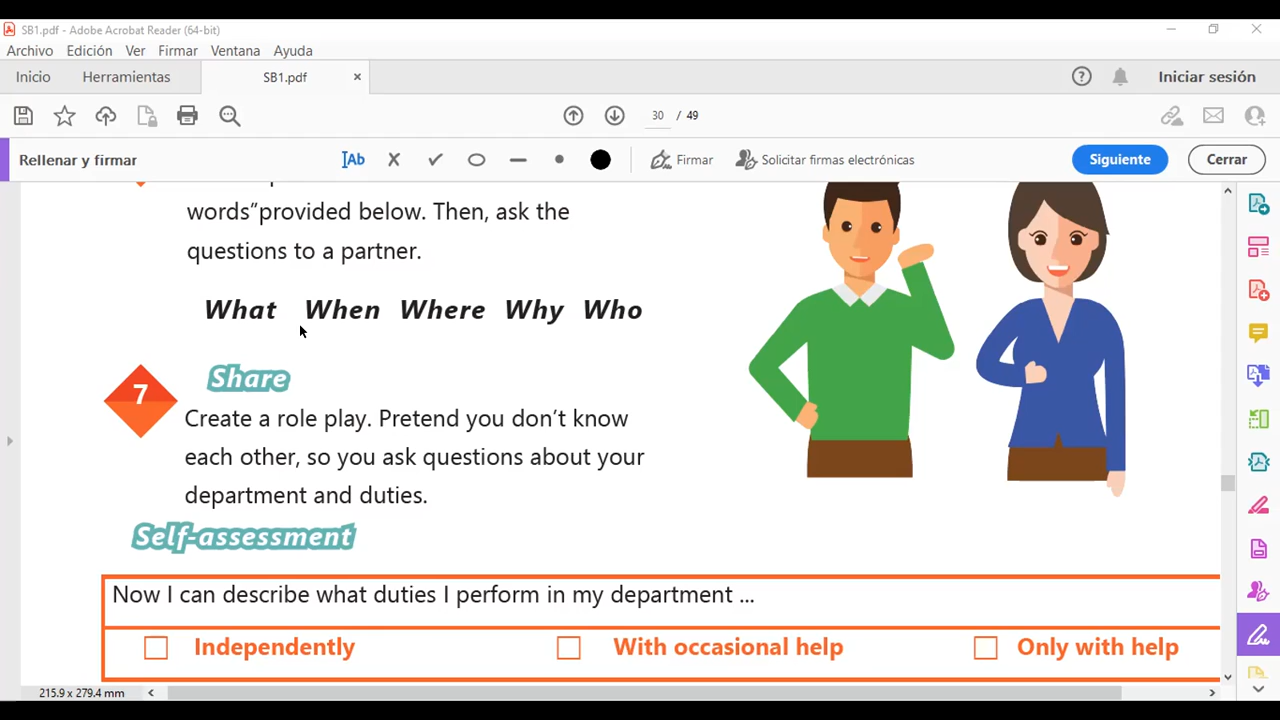 SB1.pdf - Adobe Acrobat Reader (64-bit)
Archivo Edición Ver Firmar Ventana Ayuda
Inicio Herramientas SB1.pdf × Iniciar sesión
30 / 49
Rellenar y firmar Ab Firmar Solicitar firmas electrónicas Siguiente Cerrar
words”provided below. Then, ask the
questions to a partner.
What When Where Why Who
7 Share
Create a role play. Pretend you don’t know
each other, so you ask questions about your
department and duties.
Self-assessment
Now I can describe what duties I perform in my department ...
Independently With occasional help Only with help
215.9 x 279.4 mm